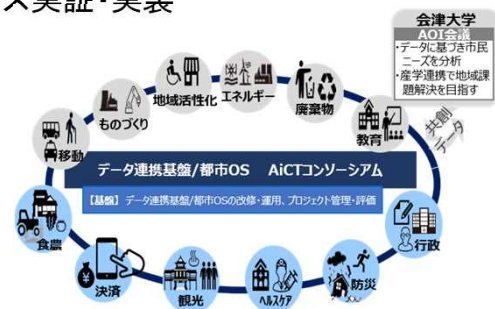 ス実証・実装
会津大学
AOI会議
・データに基づき市民
ニーズを分析
・産学連携で地域課
題解決を目指す
地域活性化
エネルギー
廃棄物
ものづくり
教育
共創
データ
移動
データ連携基盤/都市OS AiCTコンソーシアム
【基盤】データ連携基盤/都市OSの改修・運用、プロジェクト管理・評価
食農
行政
決済
観光
ヘルスケア
防災